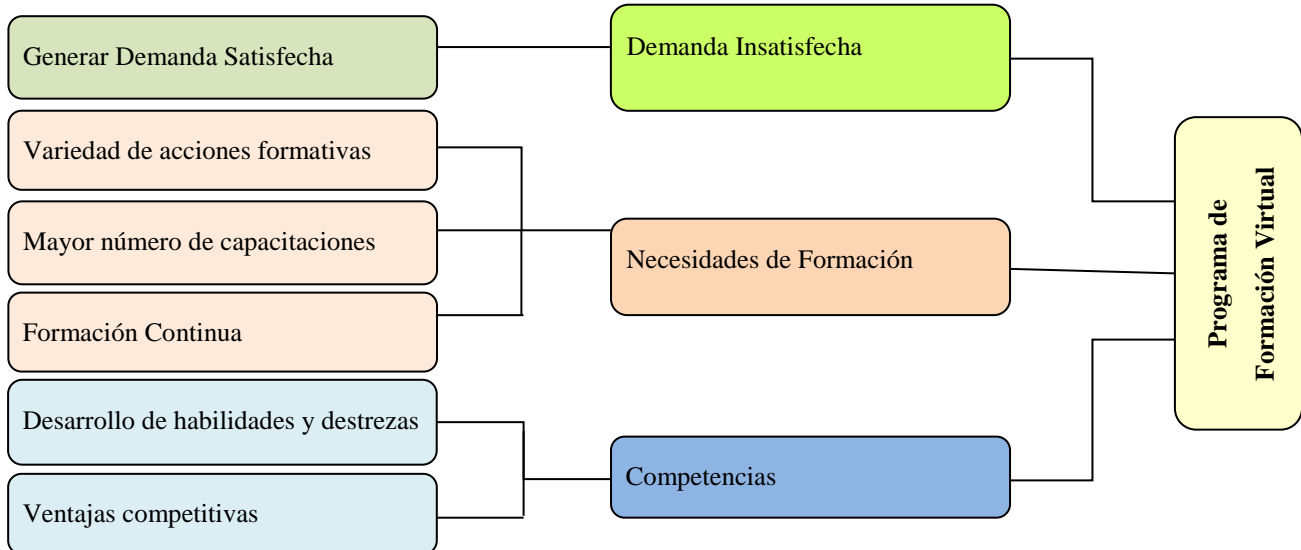 Generar Demanda Satisfecha
Variedad de acciones formativas
Mayor número de capacitaciones
Formación Continua
Desarrollo de habilidades y destrezas
Ventajas competitivas
Demanda Insatisfecha
Necesidades de Formación
Competencias
Programa de
Formación Virtual